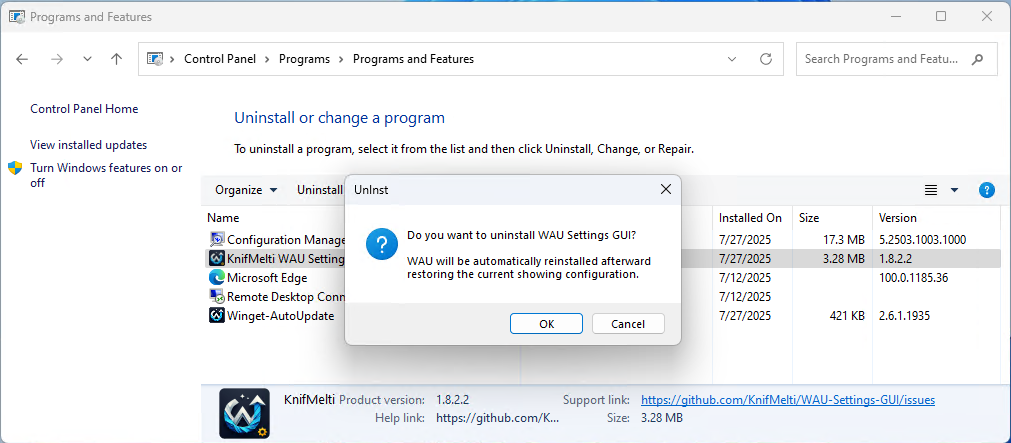 Programs and Features
Control Panel > Programs > Programs and Features
Search Programs and Featu...
Control Panel Home
View installed updates
Turn Windows features on or
off
Uninstall or change a program
To uninstall a program, select it from the list and then click Uninstall, Change, or Repair.
Organize Uninstall
Name Installed On Size Version
Configuration Manage 7/27/2025 17.3 MB 5.2503.1003.1000
KnifMelti WAU Setting 7/27/2025 3.28 MB 1.8.2.2
Microsoft Edge 7/12/2025 100.0.1185.36
Remote Desktop Conn 7/12/2025
Winget-AutoUpdate 7/27/2025 421 KB 2.6.1.1935
UnInst
Do you want to uninstall WAU Settings GUI?
WAU will be automatically reinstalled afterward
restoring the current showing configuration.
OK Cancel
KnifMelti Product version: 1.8.2.2 Support link: https://github.com/KnifMelti/WAU-Settings-GUI/issues
Help link: https://github.com/K... Size: 3.28 MB